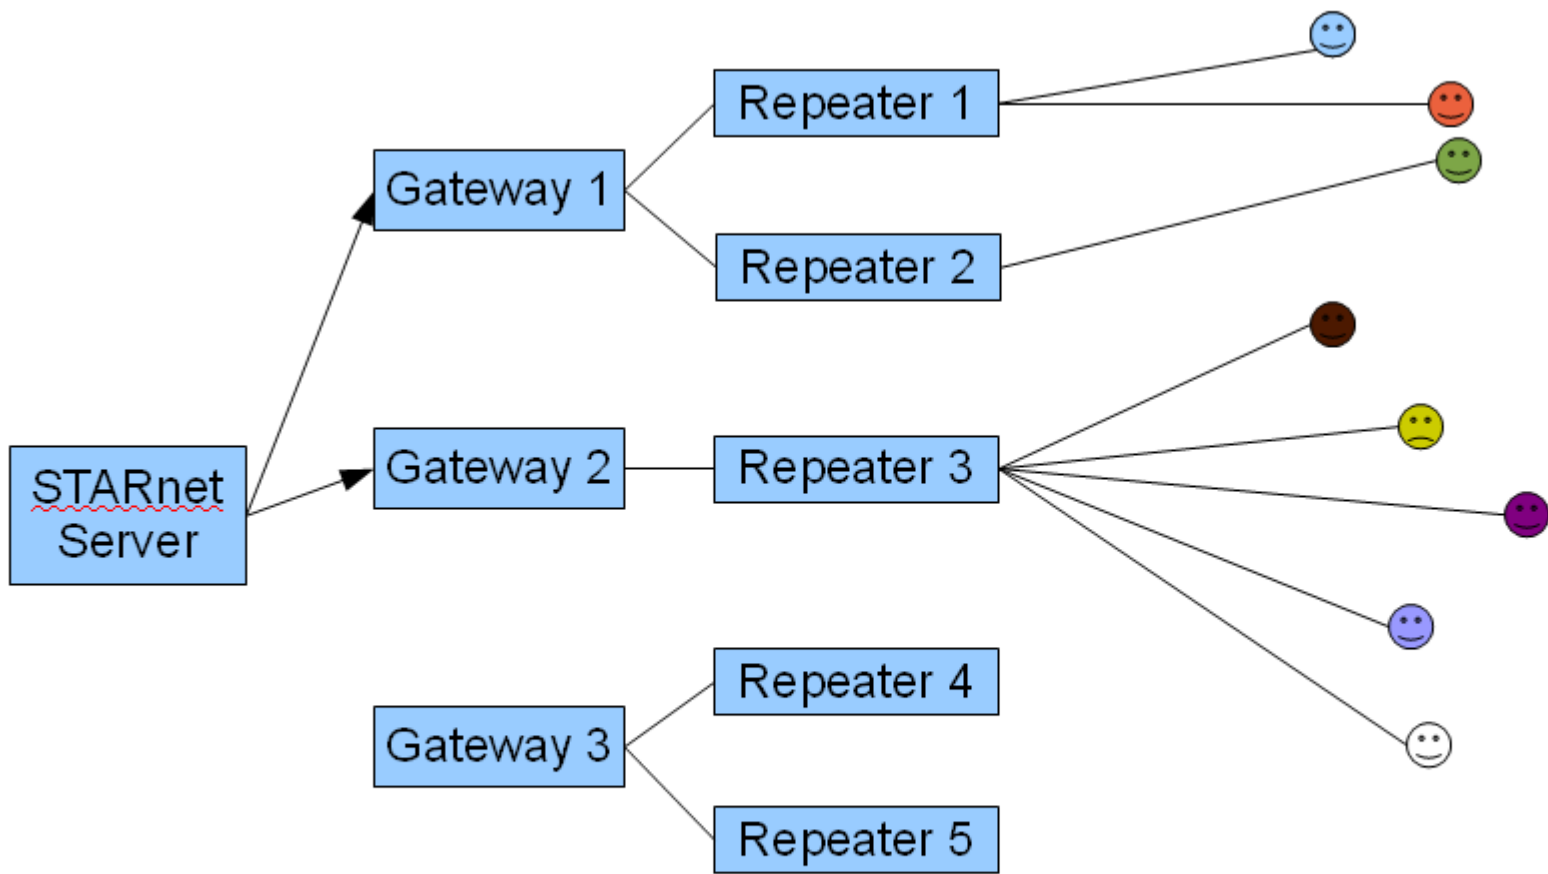 Repeater 1
Gateway 1
Repeater 2
Gateway 2
Repeater 3
STARnet
Server
Repeater 4
Gateway 3
Repeater 5